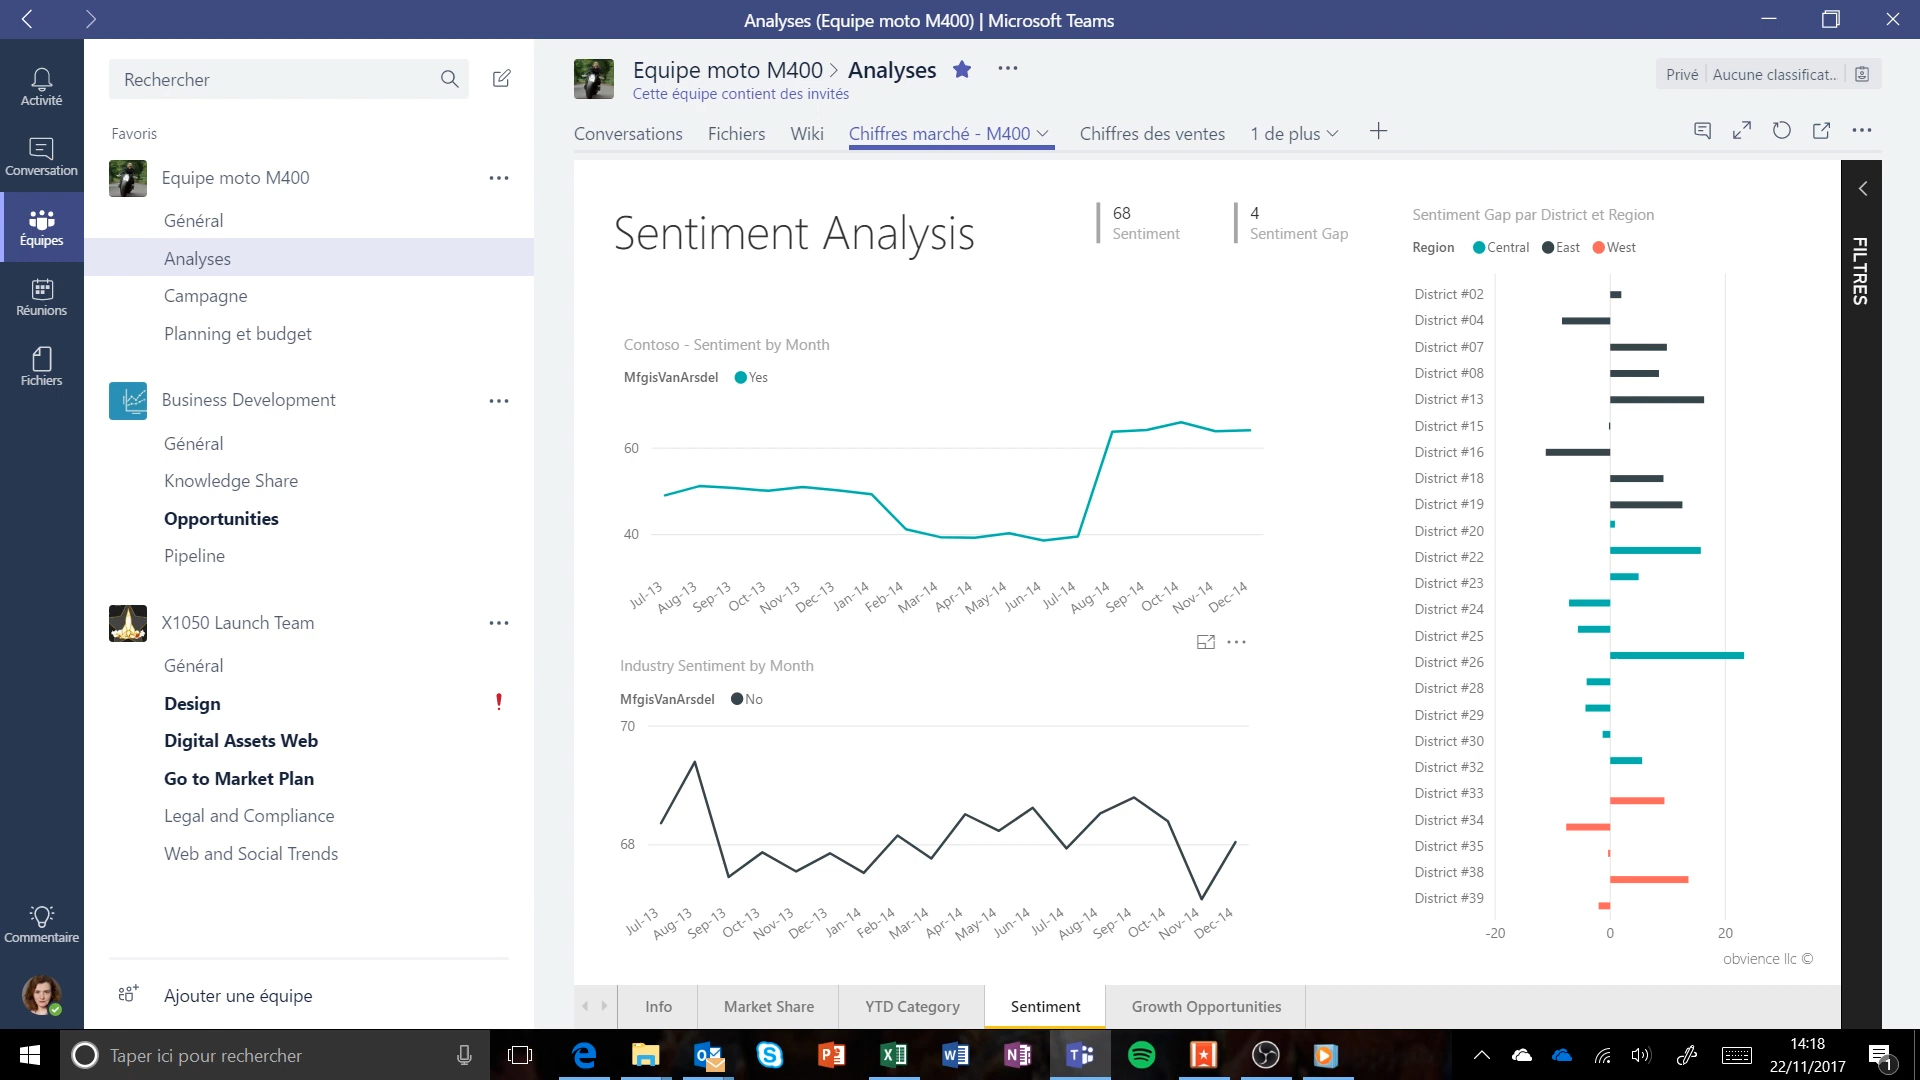 Analyses (Equipe moto M400) | Microsoft Teams
Activité
Conversation
Équipes
Réunions
Fichiers
Commentaire
Rechercher
Favoris
Equipe moto M400
Général
Analyses
Campagne
Planning et budget
Business Development
Général
Knowledge Share
Opportunities
Pipeline
X1050 Launch Team
Général
Design
Digital Assets Web
Go to Market Plan
Legal and Compliance
Web and Social Trends
Ajouter une équipe
Equipe moto M400 > Analyses
Cette équipe contient des invités
Privé | Aucune classificat..
Conversations Fichiers Wiki Chiffres marché - M400 Chiffres des ventes 1 de plus
Sentiment Analysis
68
Sentiment
4
Sentiment Gap
Contoso - Sentiment by Month
MfgisVanArsdel Yes
60
40
Jul-13 Aug-13 Sep-13 Oct-13 Nov-13 Dec-13 Jan-14 Feb-14 Mar-14 Apr-14 May-14 Jun-14 Jul-14 Aug-14 Sep-14 Oct-14 Nov-14 Dec-14
Industry Sentiment by Month
MfgisVanArsdel No
70
68
Jul-13 Aug-13 Sep-13 Oct-13 Nov-13 Dec-13 Jan-14 Feb-14 Mar-14 Apr-14 May-14 Jun-14 Jul-14 Aug-14 Sep-14 Oct-14 Nov-14 Dec-14
Sentiment Gap par District et Region
Region Central East West
District #02
District #04
District #07
District #08
District #13
District #15
District #16
District #18
District #19
District #20
District #22
District #23
District #24
District #25
District #26
District #28
District #29
District #30
District #32
District #33
District #34
District #35
District #38
District #39
-20 0 20
obvience llc ©
FILTRES
Info Market Share YTD Category Sentiment Growth Opportunities
Taper ici pour rechercher
14:18
22/11/2017
1